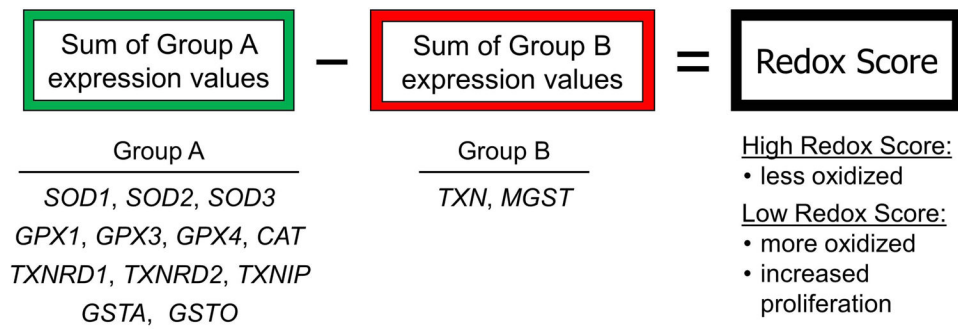 Sum of Group A
expression values
−
Sum of Group B
expression values
=
Redox Score
Group A
SOD1, SOD2, SOD3
GPX1, GPX3, GPX4, CAT
TXNRD1, TXNRD2, TXNIP
GSTA, GSTO
Group B
TXN, MGST
High Redox Score:
• less oxidized
Low Redox Score:
• more oxidized
• increased
proliferation